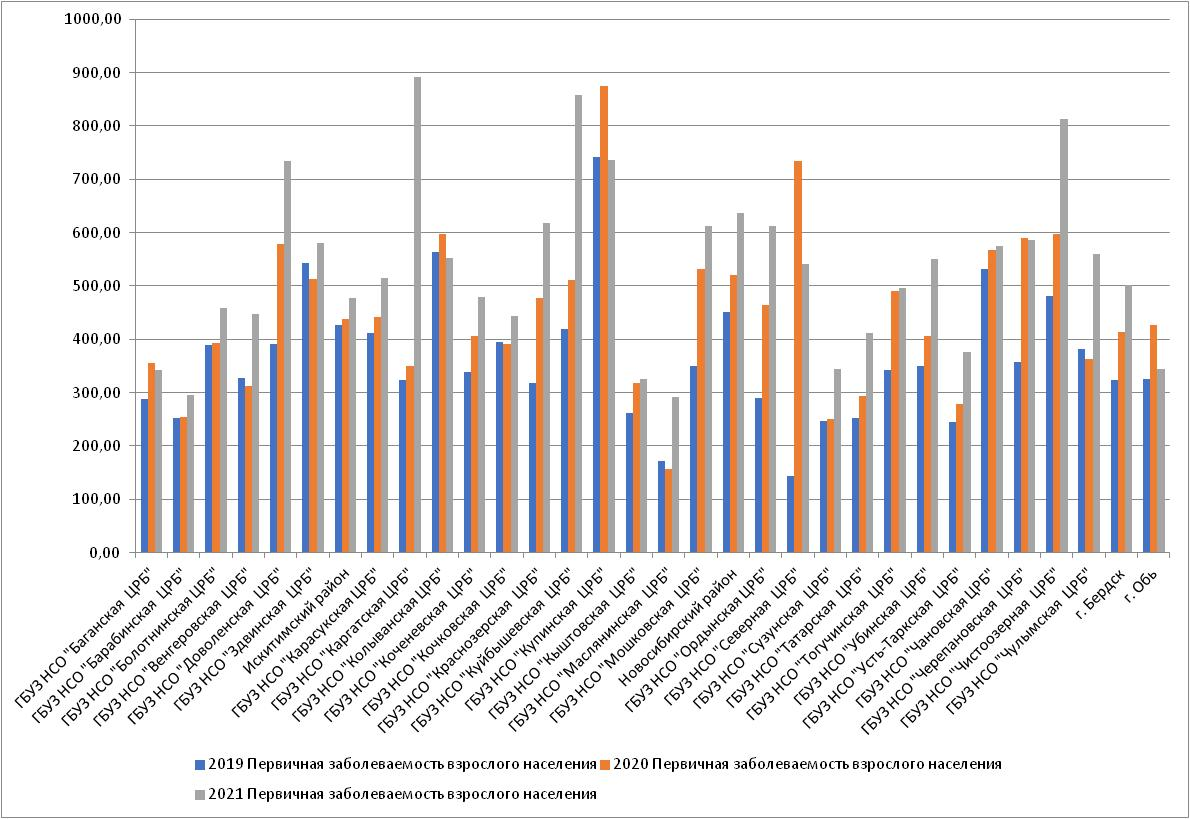 1000,00
900,00
800,00
700,00
600,00
500,00
400,00
300,00
200,00
100,00
0,00
ГБУЗ НСО "Баганская ЦРБ"
ГБУЗ НСО "Барабинская ЦРБ"
ГБУЗ НСО "Болотнинская ЦРБ"
ГБУЗ НСО "Венгеровская ЦРБ"
ГБУЗ НСО "Доволенская ЦРБ"
ГБУЗ НСО "Здвинская ЦРБ"
Искитимский район
ГБУЗ НСО "Карасукская ЦРБ"
ГБУЗ НСО "Каргатская ЦРБ"
ГБУЗ НСО "Колыванская ЦРБ"
ГБУЗ НСО "Коченевская ЦРБ"
ГБУЗ НСО "Кочковская ЦРБ"
ГБУЗ НСО "Краснозерская ЦРБ"
ГБУЗ НСО "Куйбышевская ЦРБ"
ГБУЗ НСО "Купинская ЦРБ"
ГБУЗ НСО "Кыштовская ЦРБ"
ГБУЗ НСО "Маслянинская ЦРБ"
ГБУЗ НСО "Мошковская ЦРБ"
Новосибирский район
ГБУЗ НСО "Ордынская ЦРБ"
ГБУЗ НСО "Северная ЦРБ"
ГБУЗ НСО "Сузунская ЦРБ"
ГБУЗ НСО "Татарская ЦРБ"
ГБУЗ НСО "Тогучинская ЦРБ"
ГБУЗ НСО "Убинская ЦРБ"
ГБУЗ НСО "Усть-Таркская ЦРБ"
ГБУЗ НСО "Чановская ЦРБ"
ГБУЗ НСО "Черепановская ЦРБ"
ГБУЗ НСО "Чистоозерная ЦРБ"
ГБУЗ НСО "Чулымская ЦРБ"
г. Бердск
г. Обь
2019 Первичная заболеваемость взрослого населения
2020 Первичная заболеваемость взрослого населения
2021 Первичная заболеваемость взрослого населения